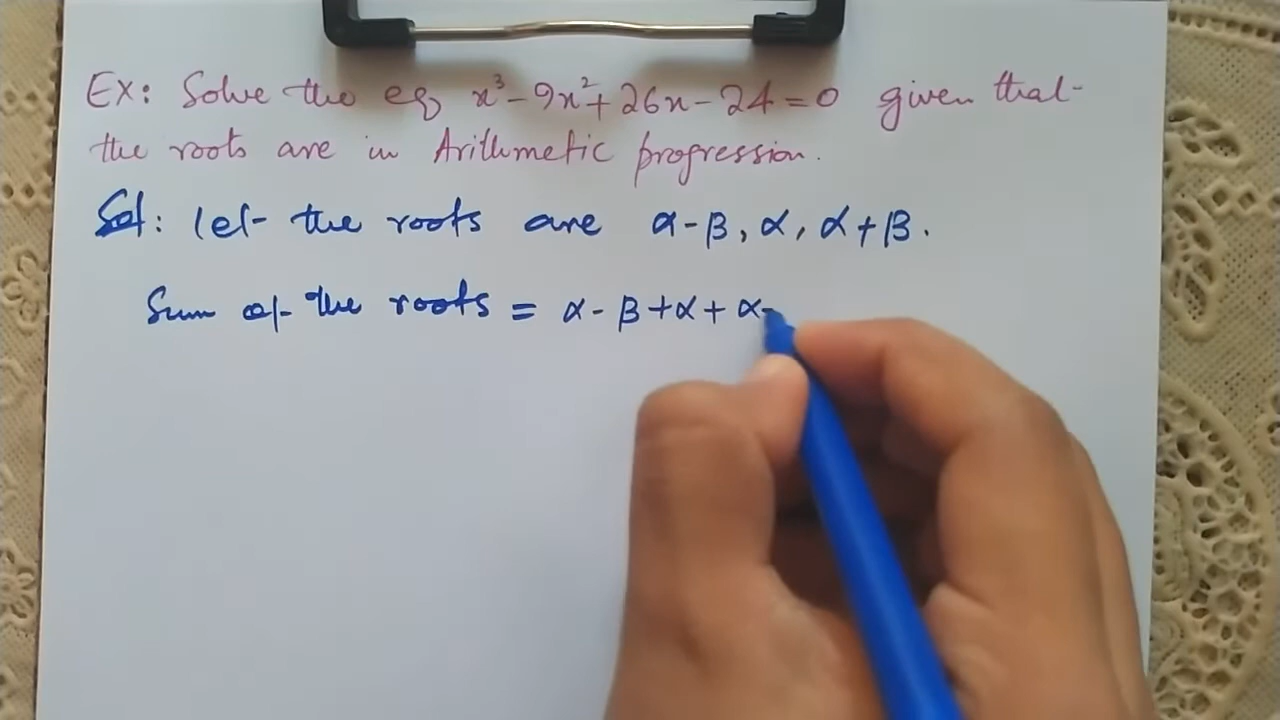 Ex: Solve the eq x³-9x²+26x-24=0 given that
the roots are in Arithmetic progression.
Sol: let the roots are α-β, α, α+β.
Sum of the roots = α-β+α+α